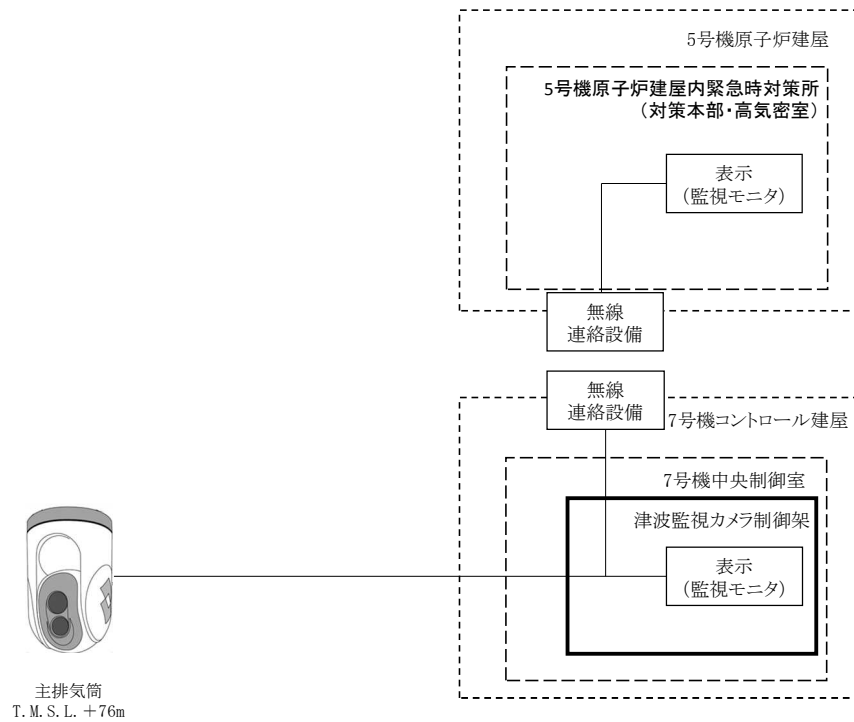 5号機原子炉建屋
5号機原子炉建屋内緊急時対策所
（対策本部・高気密室）
表示
(監視モニタ)
無線
連絡設備
無線
連絡設備
7号機コントロール建屋
7号機中央制御室
津波監視カメラ制御架
表示
(監視モニタ)
主排気筒
T.M.S.L.＋76m